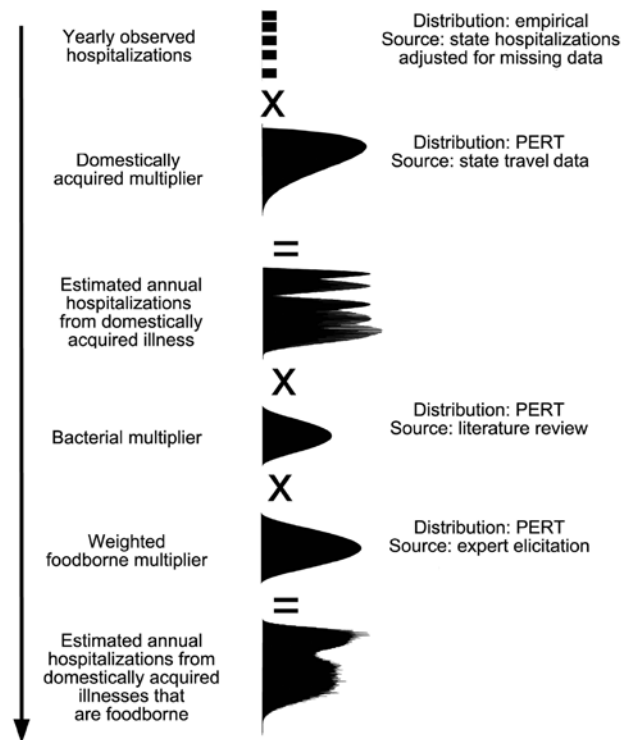 Yearly observed
hospitalizations
Distribution: empirical
Source: state hospitalizations
adjusted for missing data
X
Domestically
acquired multiplier
Distribution: PERT
Source: state travel data
=
Estimated annual
hospitalizations
from domestically
acquired illness
X
Bacterial multiplier
Distribution: PERT
Source: literature review
X
Weighted
foodborne multiplier
Distribution: PERT
Source: expert elicitation
=
Estimated annual
hospitalizations from
domestically acquired
illnesses that
are foodborne